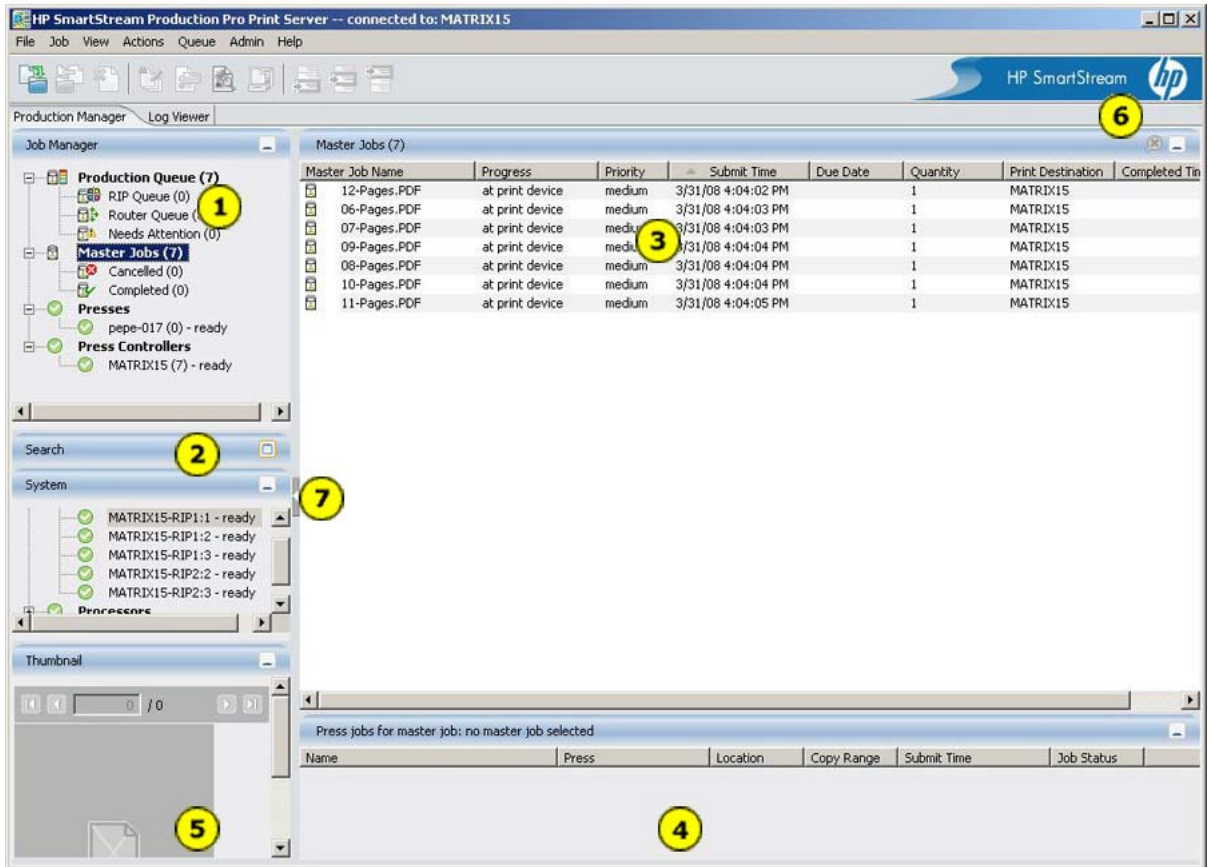 HP SmartStream Production Pro Print Server -- connected to: MATRIX15
File Job View Actions Queue Admin Help
HP SmartStream hp
6
Production Manager Log Viewer
Job Manager
Production Queue (7)
RIP Queue (0)
1
Router Queue (
Needs Attention (0)
Master Jobs (7)
Cancelled (0)
Completed (0)
Presses
pepe-017 (0) - ready
Press Controllers
MATRIX15 (7) - ready
Search
2
System
7
MATRIX15-RIP1:1 - ready
MATRIX15-RIP1:2 - ready
MATRIX15-RIP1:3 - ready
MATRIX15-RIP2:2 - ready
MATRIX15-RIP2:3 - ready
Processors
Thumbnail
0 / 0
5
Master Jobs (7)
Master Job Name Progress Priority Submit Time Due Date Quantity Print Destination Completed Tim
12-Pages.PDF at print device medium 3/31/08 4:04:02 PM 1 MATRIX15
06-Pages.PDF at print device medium 3/31/08 4:04:03 PM 1 MATRIX15
07-Pages.PDF at print device medium 3/31/08 4:04:03 PM 1 MATRIX15
3
09-Pages.PDF at print device 3/31/08 4:04:04 PM 1 MATRIX15
08-Pages.PDF at print device medium 3/31/08 4:04:04 PM 1 MATRIX15
10-Pages.PDF at print device medium 3/31/08 4:04:04 PM 1 MATRIX15
11-Pages.PDF at print device medium 3/31/08 4:04:05 PM 1 MATRIX15
Press jobs for master job: no master job selected
Name Press Location Copy Range Submit Time Job Status
4